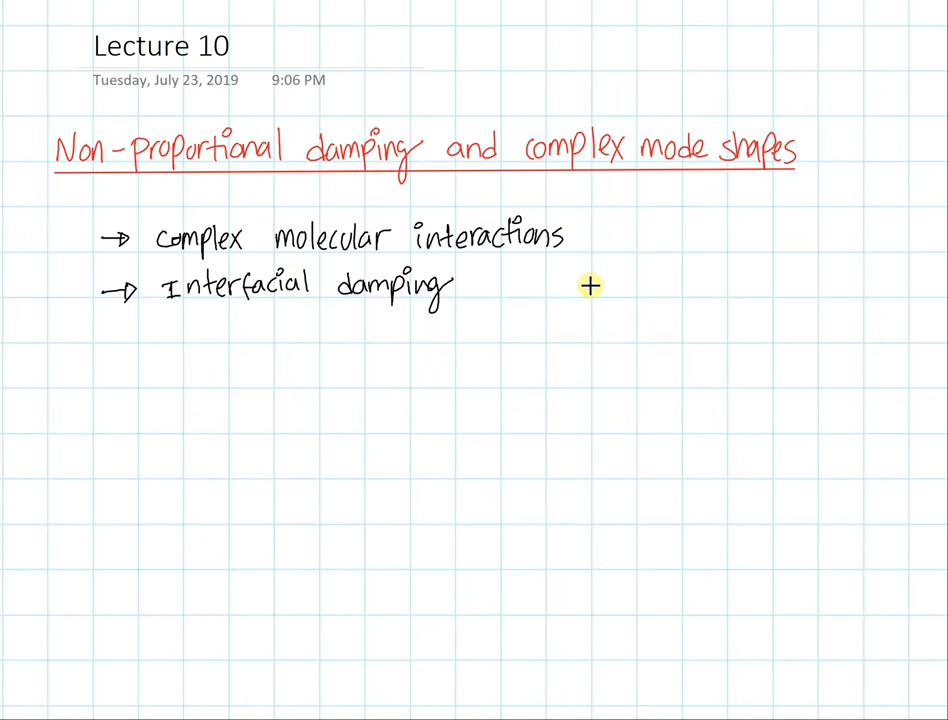 Lecture 10
Tuesday, July 23, 2019 9:06 PM
Non-proportional damping and complex mode shapes
→ complex molecular interactions
→ Interfacial damping